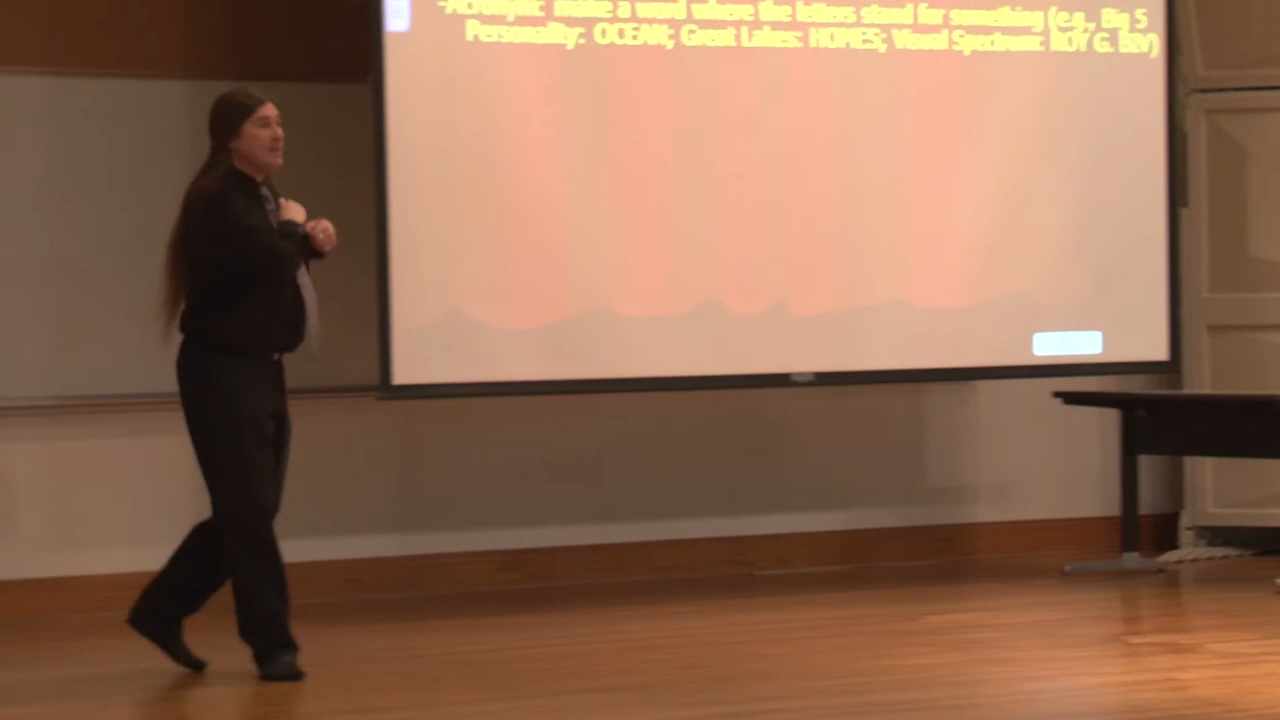 -Acronym: make a word where the letters stand for something (e.g., Big 5
Personality: OCEAN; Great Lakes: HOMES; Visual Spectrum: ROY G. BIV)